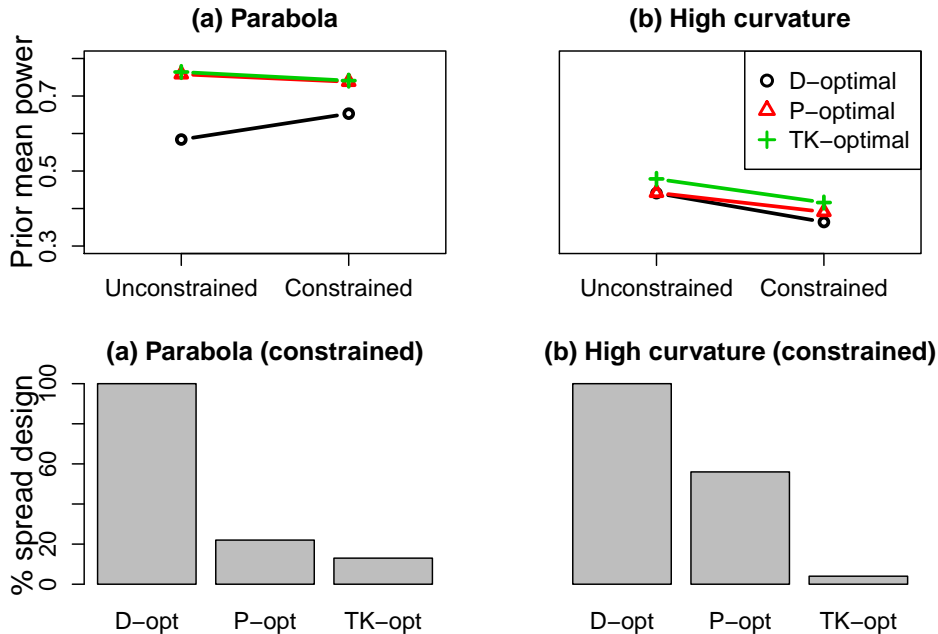 (a) Parabola
(b) High curvature
Prior mean power
0.7
0.5
0.3
D−optimal
P−optimal
TK−optimal
Unconstrained Constrained
Unconstrained Constrained
(a) Parabola (constrained)
(b) High curvature (constrained)
% spread design
100
60
20
0
D−opt P−opt TK−opt
D−opt P−opt TK−opt